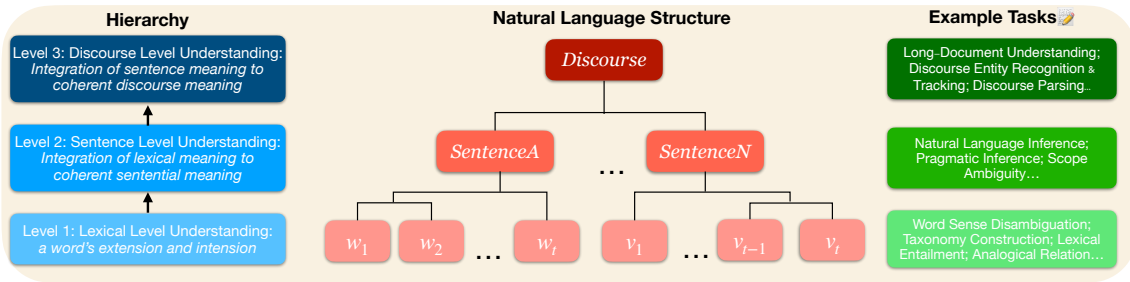 Hierarchy
Level 3: Discourse Level Understanding:
Integration of sentence meaning to
coherent discourse meaning
Level 2: Sentence Level Understanding:
Integration of lexical meaning to
coherent sentential meaning
Level 1: Lexical Level Understanding:
a word's extension and intension
Natural Language Structure
Discourse
SentenceA
...
SentenceN
w₁
w₂
...
wₜ
v₁
...
vₜ₋₁
vₜ
Example Tasks📝
Long-Document Understanding;
Discourse Entity Recognition &
Tracking; Discourse Parsing...
Natural Language Inference;
Pragmatic Inference; Scope
Ambiguity...
Word Sense Disambiguation;
Taxonomy Construction; Lexical
Entailment; Analogical Relation...